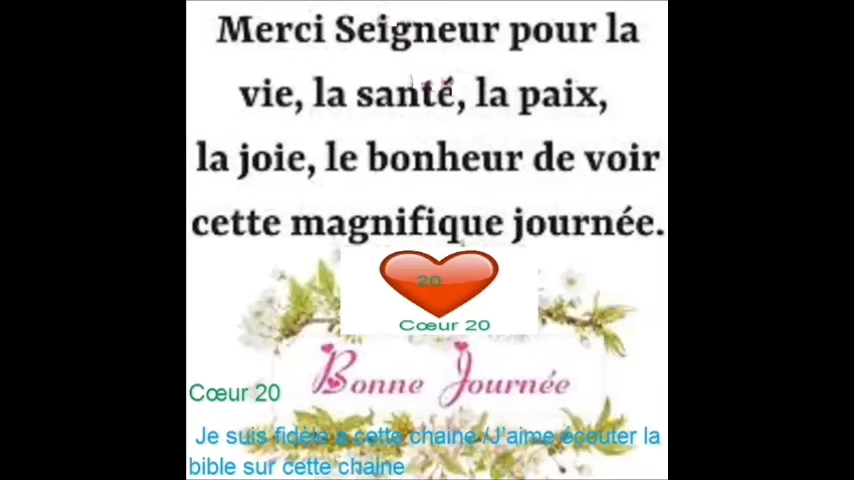 Merci Seigneur pour la
vie, la santé, la paix,
la joie, le bonheur de voir
cette magnifique journée.
20
Cœur 20
Bonne Journée
Cœur 20
Je suis fidèle a cette chaine /J'aime écouter la
bible sur cette chaine